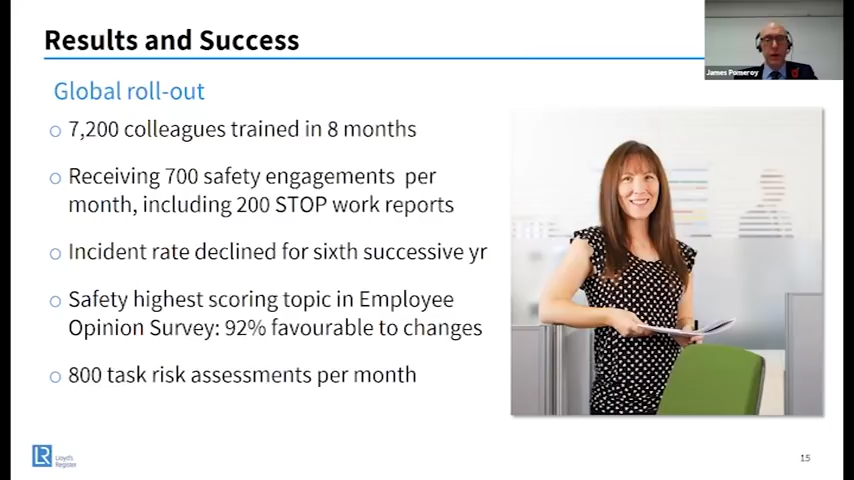 Results and Success
James Pomeroy
Global roll-out
7,200 colleagues trained in 8 months
Receiving 700 safety engagements per
month, including 200 STOP work reports
Incident rate declined for sixth successive yr
Safety highest scoring topic in Employee
Opinion Survey: 92% favourable to changes
800 task risk assessments per month
LR
Lloyd's
Register
15